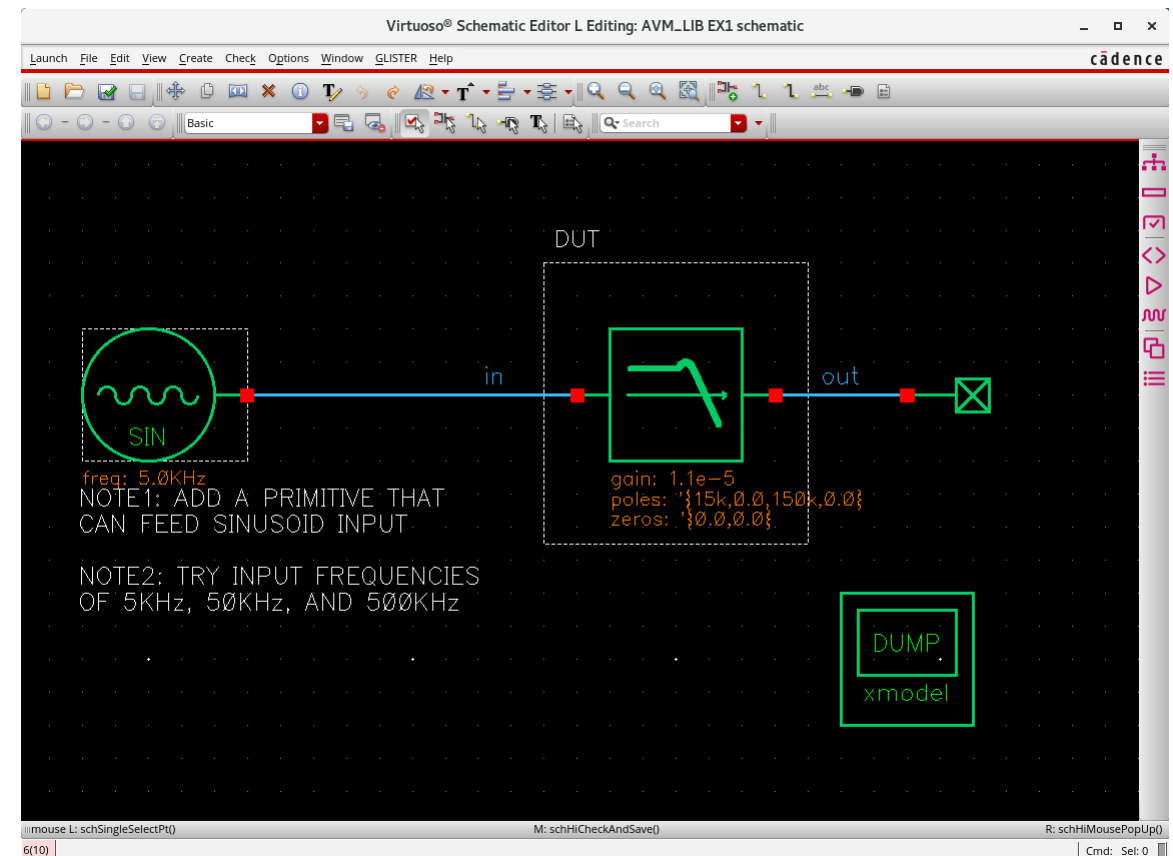 Virtuoso® Schematic Editor L Editing: AVM_LIB EX1 schematic
Launch File Edit View Create Check Options Window GLISTER Help
cādence
abc
Basic
Search
DUT
in
out
SIN
freq: 5.0KHz
NOTE1: ADD A PRIMITIVE THAT
CAN FEED SINUSOID INPUT
gain: 1.1e-5
poles: '{15k,0.0,150k,0.0}
zeros: '{0.0,0.0}
NOTE2: TRY INPUT FREQUENCIES
OF 5KHz, 50KHz, AND 500KHz
DUMP
xmodel
mouse L: schSingleSelectPt()
M: schHiCheckAndSave()
R: schHiMousePopUp()
6(10)
Cmd: Sel: 0